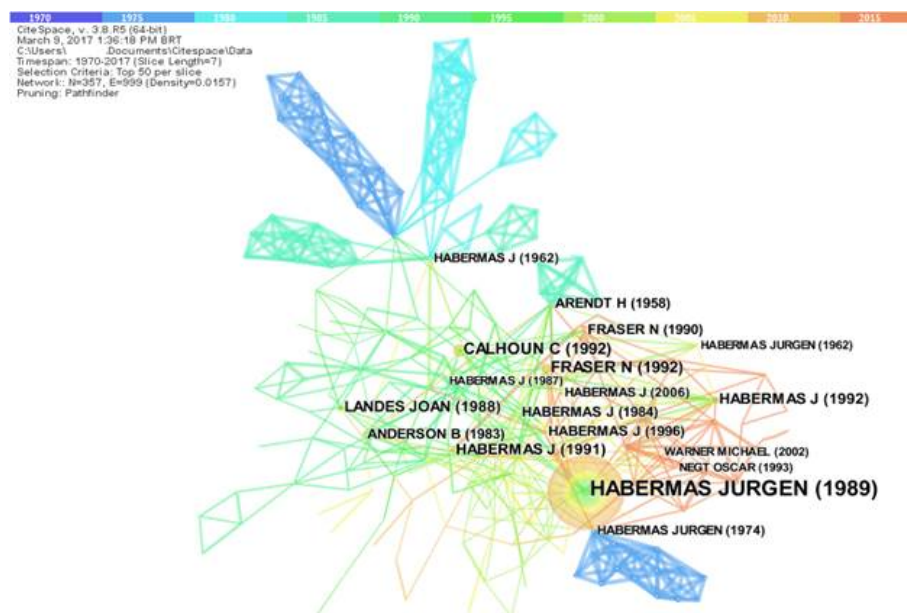 1970 1975 1980 1985 1990 1995 2000 2005 2010 2015
CiteSpace, v. 3.8.R5 (64-bit)
March 9, 2017 1:36:18 PM BRT
C:\Users\ .Documents\Citespace\Data
Timespan: 1970-2017 (Slice Length=7)
Selection Criteria: Top 50 per slice
Network: N=357, E=999 (Density=0.0157)
Pruning: Pathfinder
HABERMAS J (1962)
ARENDT H (1958)
FRASER N (1990)
HABERMAS JURGEN (1962)
CALHOUN C (1992)
FRASER N (1992)
HABERMAS J (1987)
HABERMAS J (2006)
HABERMAS J (1992)
LANDES JOAN (1988)
HABERMAS J (1984)
ANDERSON B (1983)
HABERMAS J (1996)
HABERMAS J (1991)
WARNER MICHAEL (2002)
NEGT OSCAR (1993)
HABERMAS JURGEN (1989)
HABERMAS JURGEN (1974)